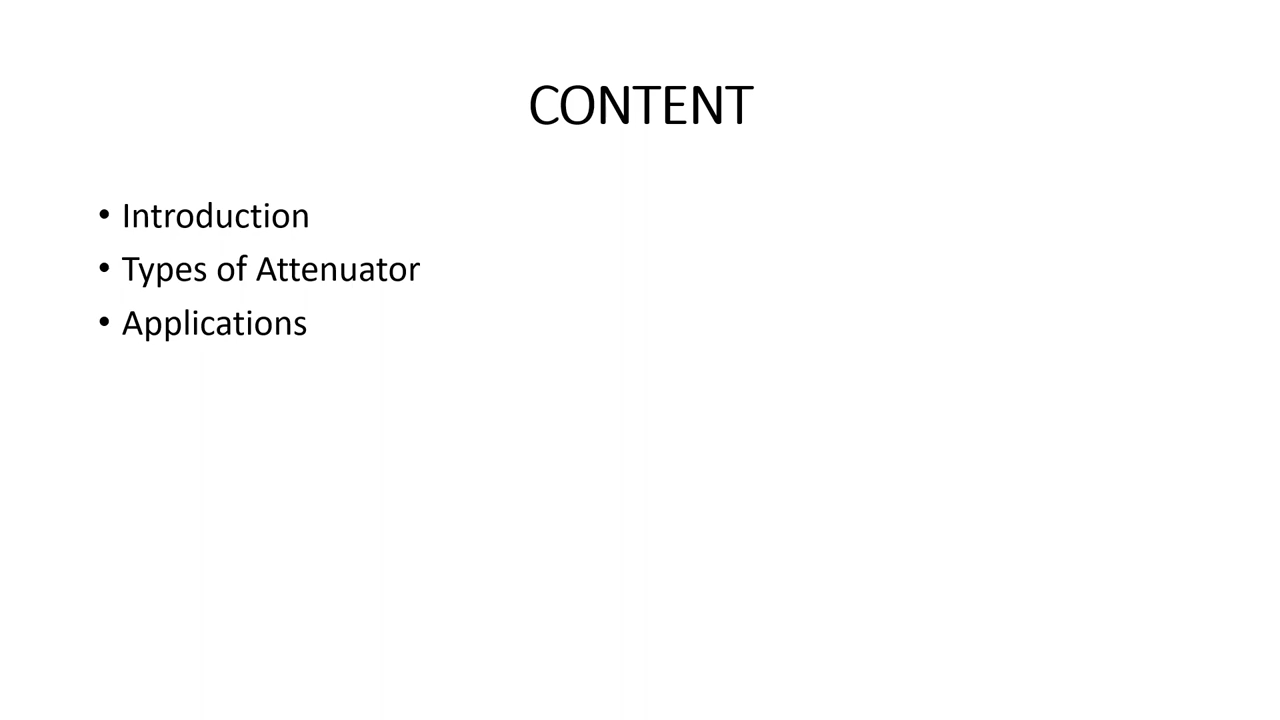 CONTENT
• Introduction
• Types of Attenuator
• Applications